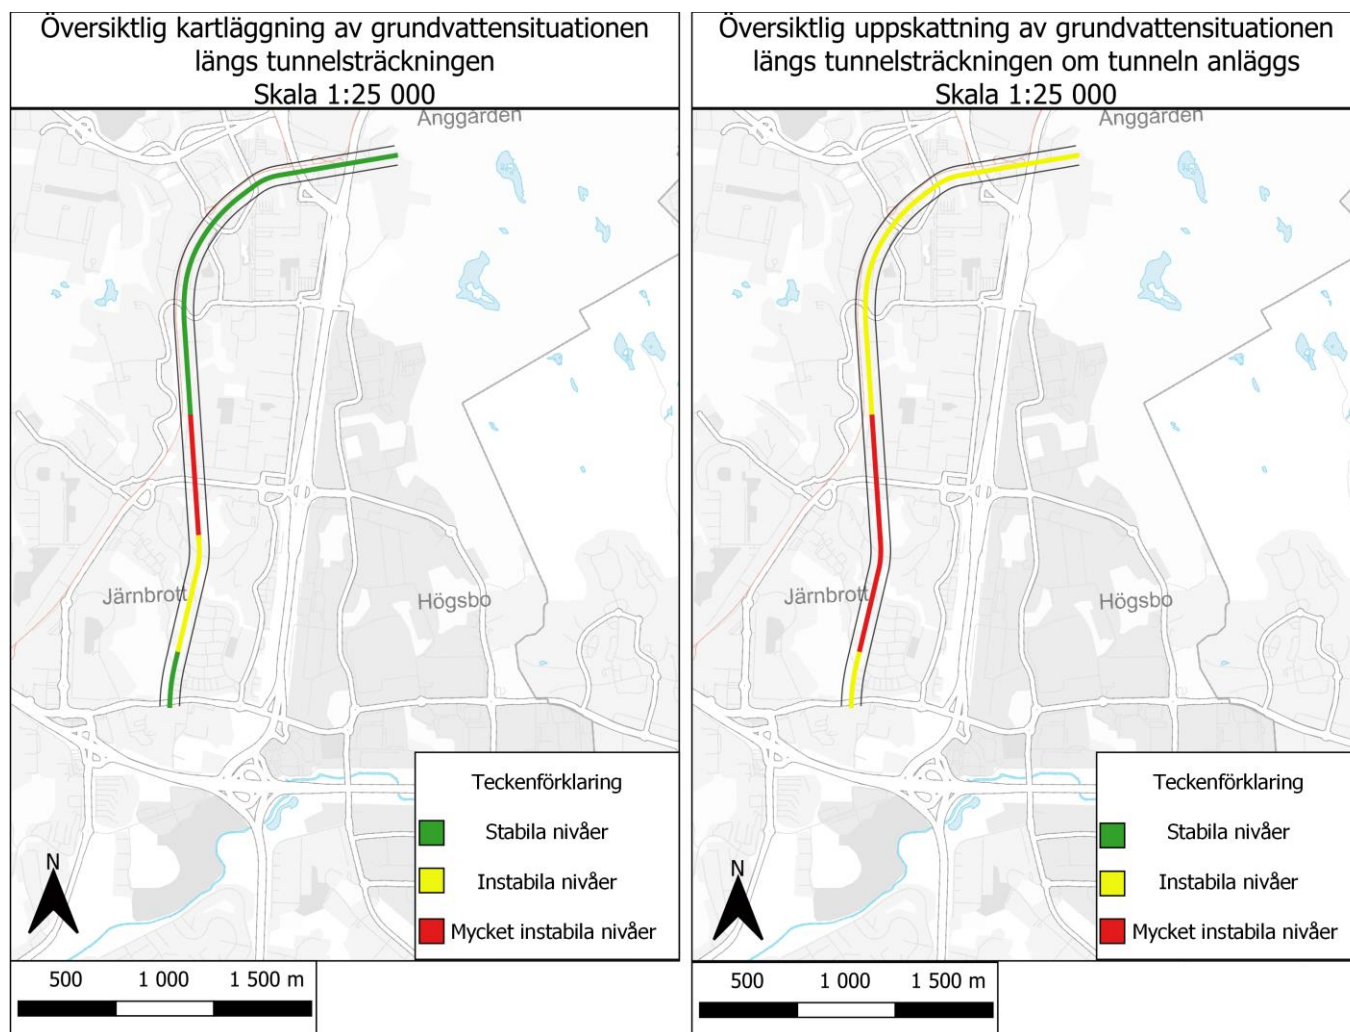 Översiktlig kartläggning av grundvattensituationen
längs tunnelsträckningen
Skala 1:25 000
Änggården
Järnbrott
Högsbo
Teckenförklaring
Stabila nivåer
Instabila nivåer
Mycket instabila nivåer
N
500 1 000 1 500 m
Översiktlig uppskattning av grundvattensituationen
längs tunnelsträckningen om tunneln anläggs
Skala 1:25 000
Änggården
Järnbrott
Högsbo
Teckenförklaring
Stabila nivåer
Instabila nivåer
Mycket instabila nivåer
N
500 1 000 1 500 m